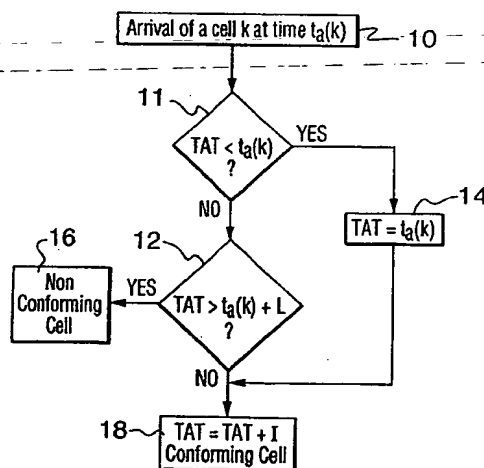 Arrival of a cell k at time ta(k)
10
11
TAT < ta(k)
?
YES
NO
14
TAT = ta(k)
12
16
Non
Conforming
Cell
YES
TAT > ta(k) + L
?
NO
18
TAT = TAT + I
Conforming Cell